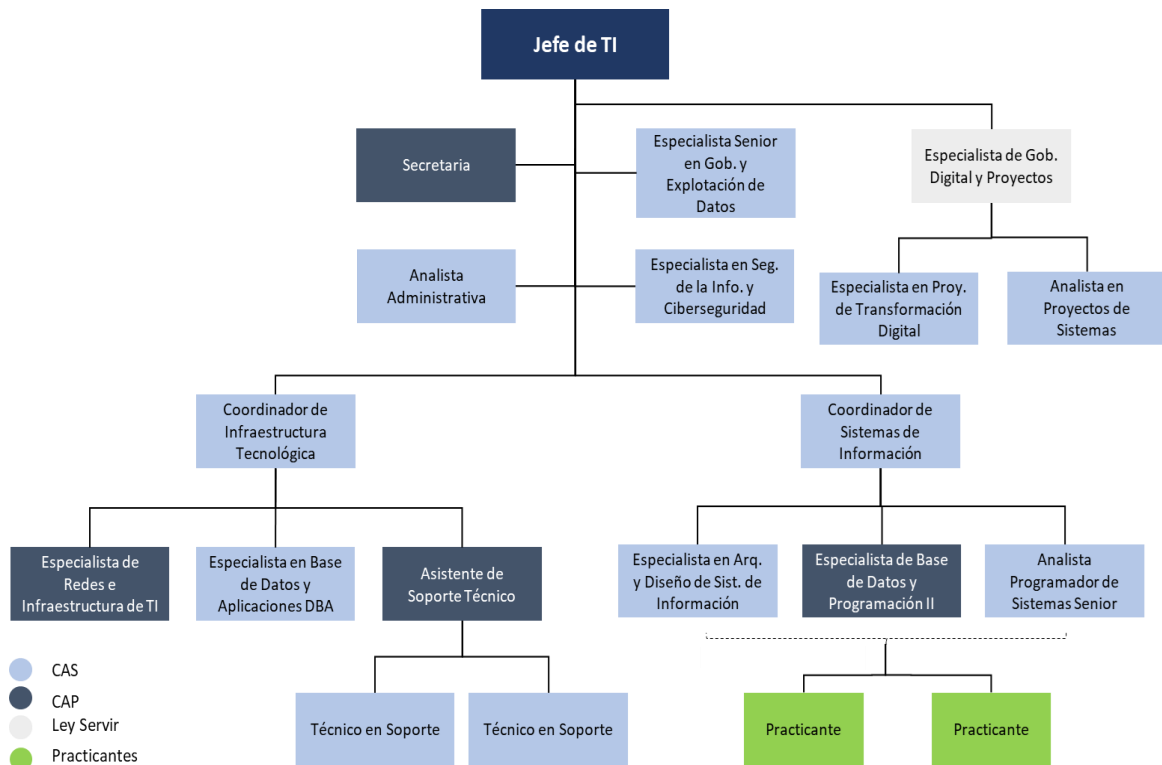 Jefe de TI
Secretaria
Especialista Senior
en Gob. y
Explotación de
Datos
Especialista de Gob.
Digital y Proyectos
Analista
Administrativa
Especialista en Seg.
de la Info. y
Ciberseguridad
Especialista en Proy.
de Transformación
Digital
Analista en
Proyectos de
Sistemas
Coordinador de
Infraestructura
Tecnológica
Coordinador de
Sistemas de
Información
Especialista de
Redes e
Infraestructura de TI
Especialista en Base
de Datos y
Aplicaciones DBA
Asistente de
Soporte Técnico
Especialista en Arq.
y Diseño de Sist. de
Información
Especialista de Base
de Datos y
Programación II
Analista
Programador de
Sistemas Senior
Técnico en Soporte
Técnico en Soporte
Practicante
Practicante
CAS
CAP
Ley Servir
Practicantes